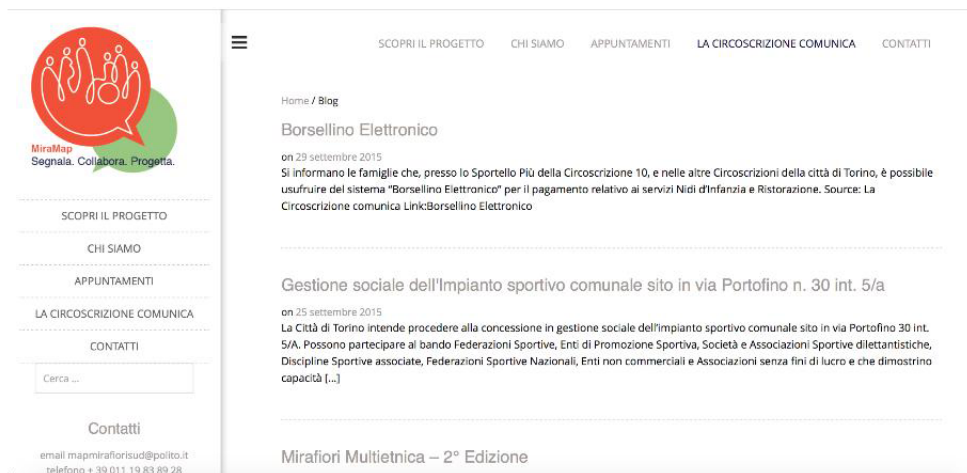 MiraMap
Segnala. Collabora. Progetta.
SCOPRI IL PROGETTO
CHI SIAMO
APPUNTAMENTI
LA CIRCOSCRIZIONE COMUNICA
CONTATTI
Cerca ...
Contatti
email mapmirafiorisud@polito.it
telefono + 39 011 19 83 89 28
SCOPRI IL PROGETTO CHI SIAMO APPUNTAMENTI LA CIRCOSCRIZIONE COMUNICA CONTATTI
Home / Blog
Borsellino Elettronico
on 29 settembre 2015
Si informano le famiglie che, presso lo Sportello Più della Circoscrizione 10, e nelle altre Circoscrizioni della città di Torino, è possibile
usufruire del sistema “Borsellino Elettronico” per il pagamento relativo ai servizi Nidi d’Infanzia e Ristorazione. Source: La
Circoscrizione comunica Link:Borsellino Elettronico
Gestione sociale dell'Impianto sportivo comunale sito in via Portofino n. 30 int. 5/a
on 25 settembre 2015
La Città di Torino intende procedere alla concessione in gestione sociale dell’impianto sportivo comunale sito in via Portofino 30 int.
5/A. Possono partecipare al bando Federazioni Sportive, Enti di Promozione Sportiva, Società e Associazioni Sportive dilettantistiche,
Discipline Sportive associate, Federazioni Sportive Nazionali, Enti non commerciali e Associazioni senza fini di lucro e che dimostrino
capacità [...]
Mirafiori Multietnica – 2° Edizione